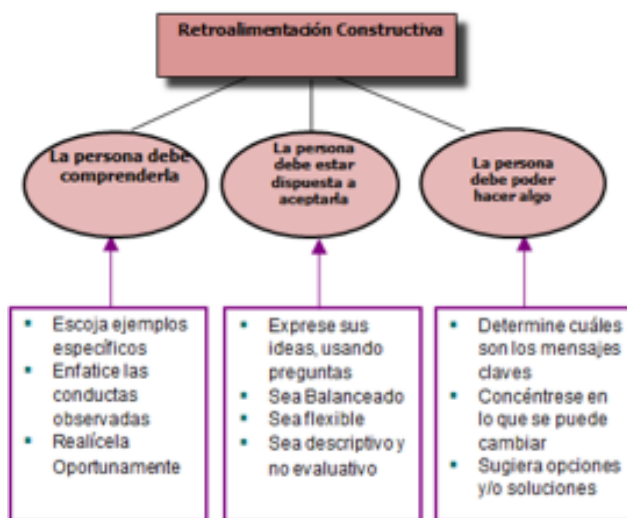 Retroalimentación Constructiva
La persona debe
comprenderla
La persona
debe estar
dispuesta a
aceptarla
La persona
debe poder
hacer algo
Escoja ejemplos
específicos
Enfatice las
conductas
observadas
Realícela
Oportunamente
Exprese sus
ideas, usando
preguntas
Sea Balanceado
Sea flexible
Sea descriptivo y
no evaluativo
Determine cuáles
son los mensajes
claves
Concéntrese en
lo que se puede
cambiar
Sugiera opciones
y/o soluciones